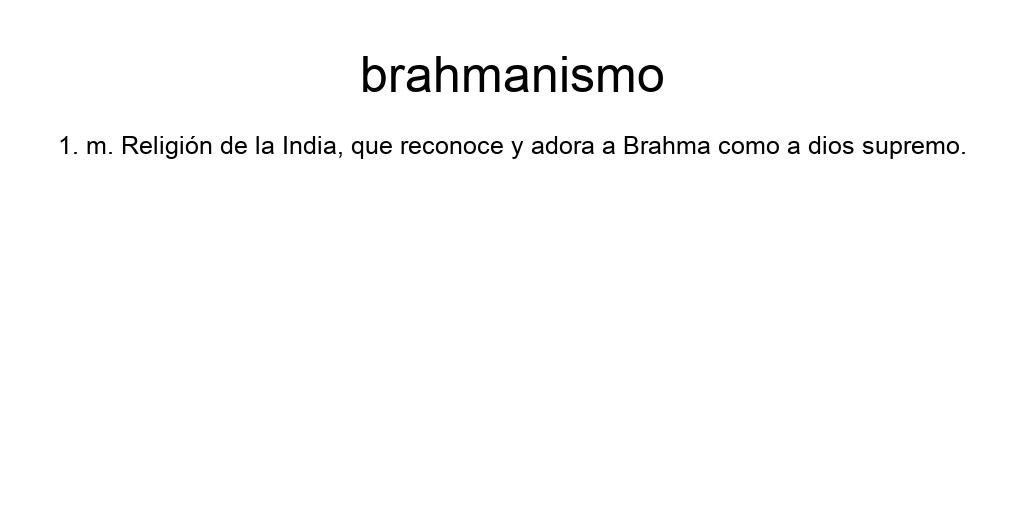 brahmanismo
1. m. Religión de la India, que reconoce y adora a Brahma como a dios supremo.